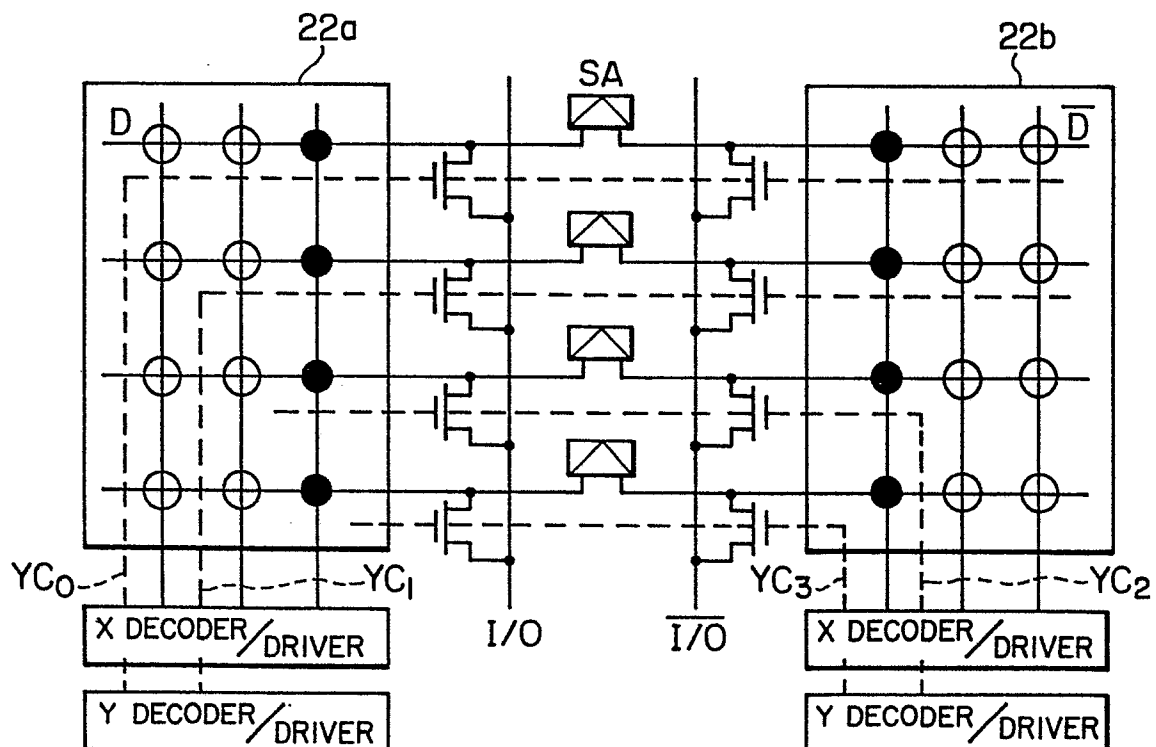 22a
22b
SA
D
D̅
YC₀
YC₁
YC₃
YC₂
I/O
I̅/̅O̅
X DECODER/DRIVER
X DECODER/DRIVER
Y DECODER/DRIVER
Y DECODER/DRIVER